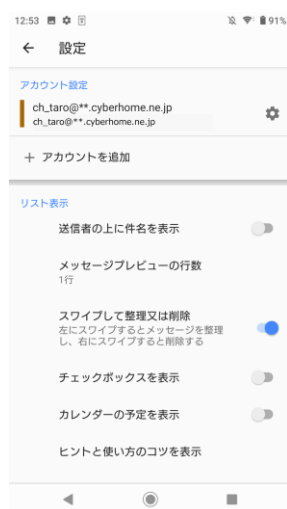 12:53
91%
設定
アカウント設定
ch_taro@**.cyberhome.ne.jp
ch_taro@**.cyberhome.ne.jp
アカウントを追加
リスト表示
送信者の上に件名を表示
メッセージプレビューの行数
1行
スワイプして整理又は削除
左にスワイプするとメッセージを整理
し、右にスワイプすると削除する
チェックボックスを表示
カレンダーの予定を表示
ヒントと使い方のコツを表示